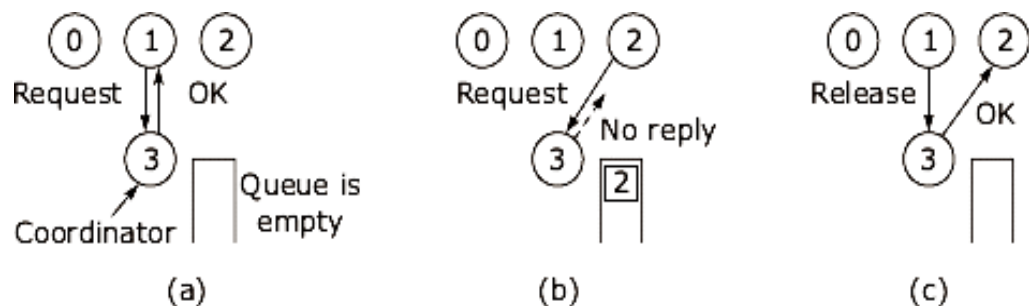 0 1 2
Request OK
3
Queue is
empty
Coordinator
(a)
0 1 2
Request
No reply
3
2
(b)
0 1 2
Release
OK
3
(c)